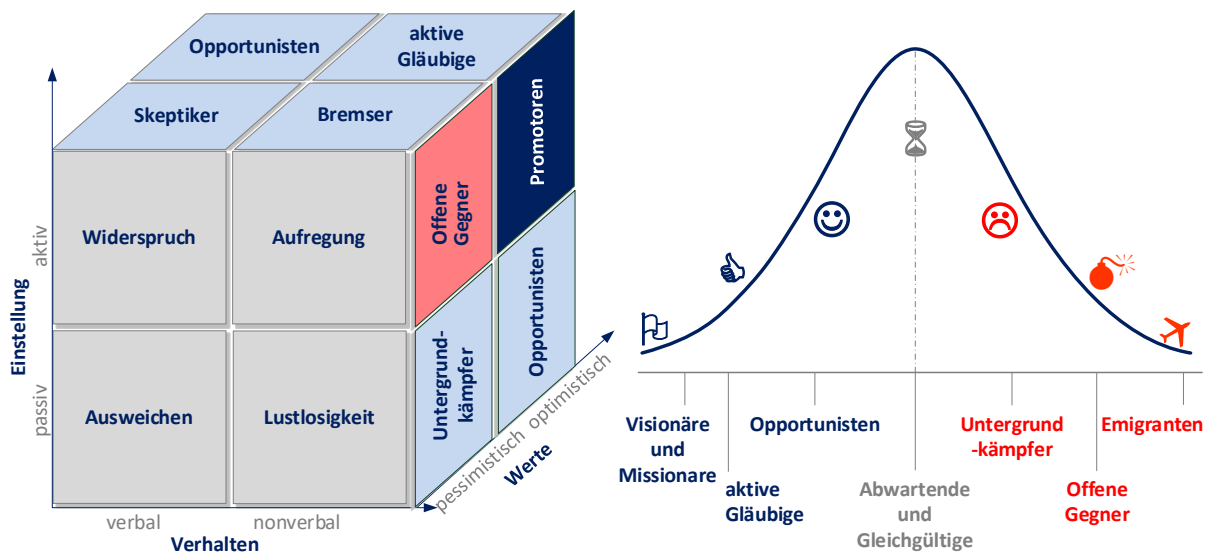 Opportunisten
aktive
Gläubige
Skeptiker
Bremser
Promotoren
Offene
Gegner
Widerspruch
Aufregung
Einstellung
aktiv
passiv
Ausweichen
Lustlosigkeit
Untergrund-
kämpfer
Opportunisten
pessimistisch
optimistisch
Werte
verbal
nonverbal
Verhalten
Visionäre
und
Missionare
Opportunisten
Untergrund
-kämpfer
Emigranten
aktive
Gläubige
Abwartende
und
Gleichgültige
Offene
Gegner